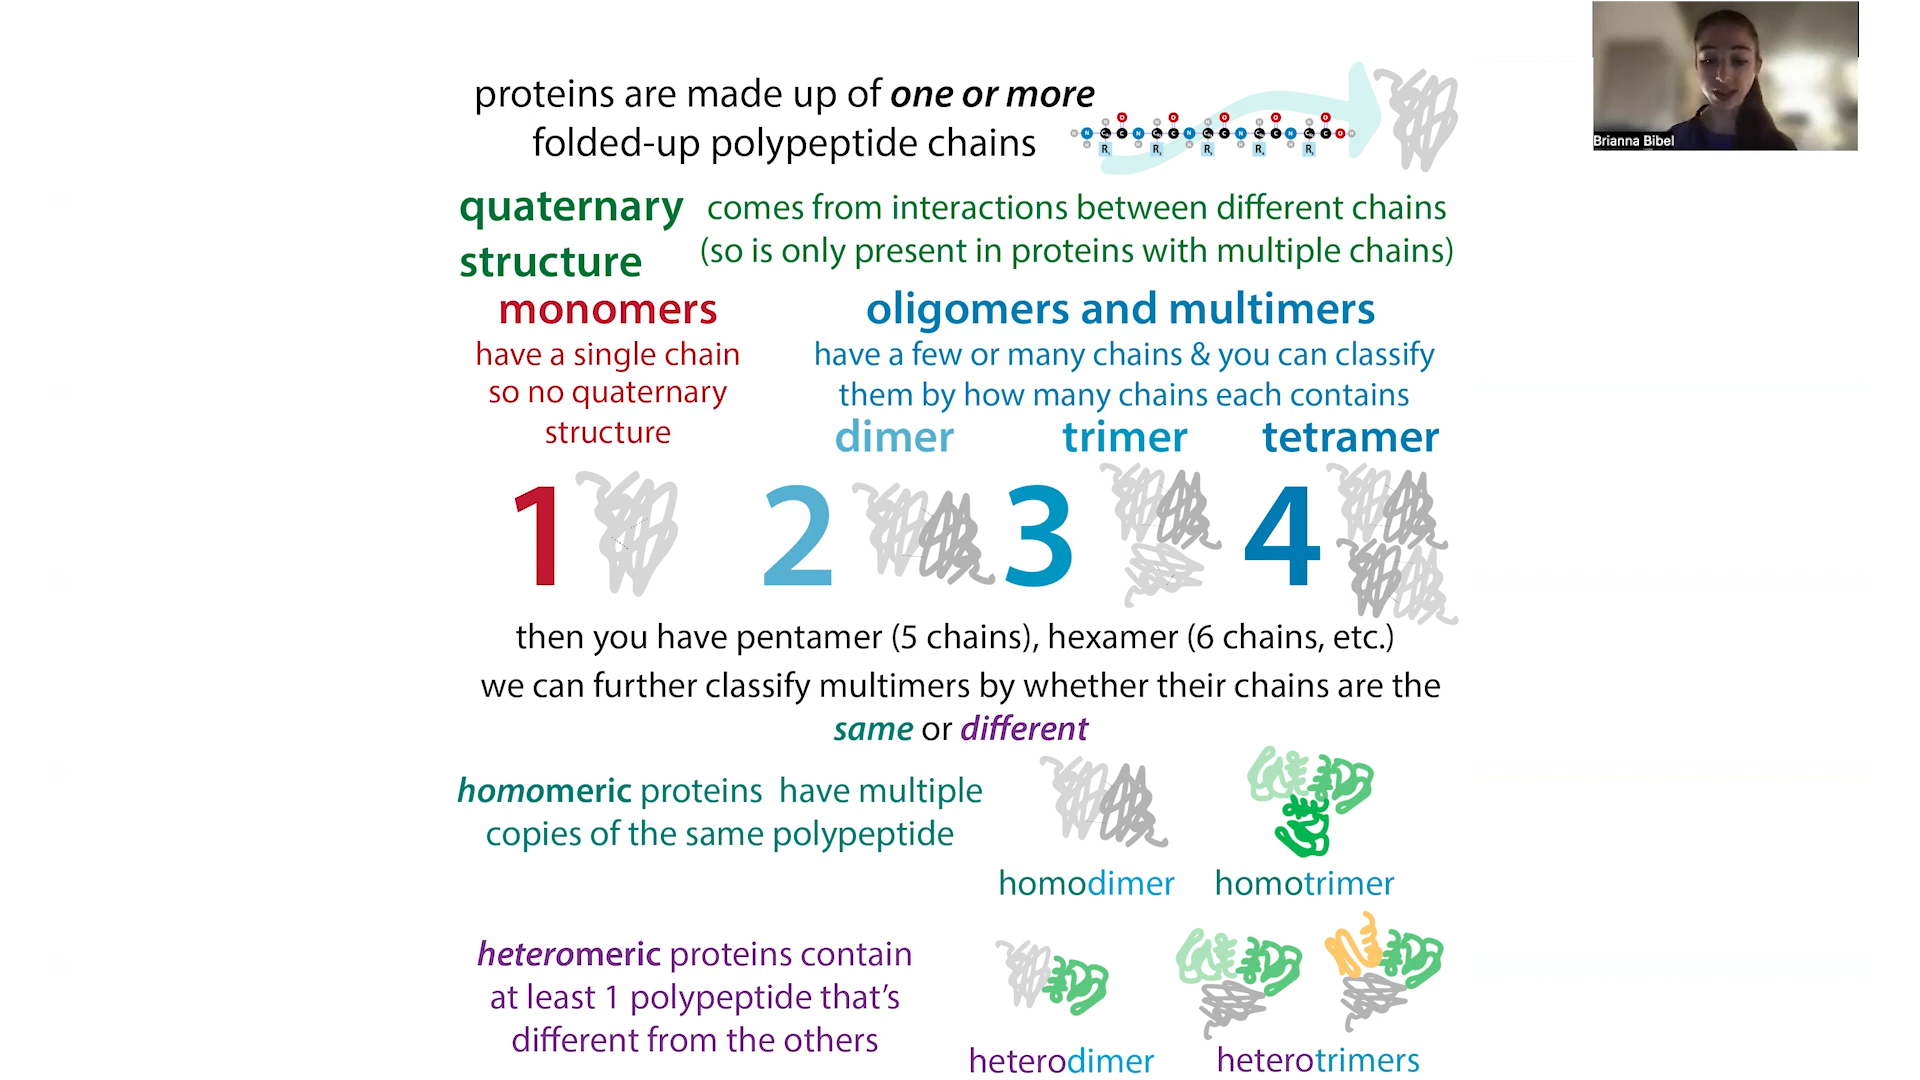 proteins are made up of one or more
folded-up polypeptide chains
R₁ R₂ R₃ R₄ R₅
Brianna Bibel
quaternary structure
comes from interactions between different chains
(so is only present in proteins with multiple chains)
monomers
have a single chain
so no quaternary
structure
oligomers and multimers
have a few or many chains & you can classify
them by how many chains each contains
dimer trimer tetramer
1 2 3 4
then you have pentamer (5 chains), hexamer (6 chains, etc.)
we can further classify multimers by whether their chains are the
same or different
homomeric proteins have multiple
copies of the same polypeptide
homodimer homotrimer
heteromeric proteins contain
at least 1 polypeptide that’s
different from the others
heterodimer heterotrimers